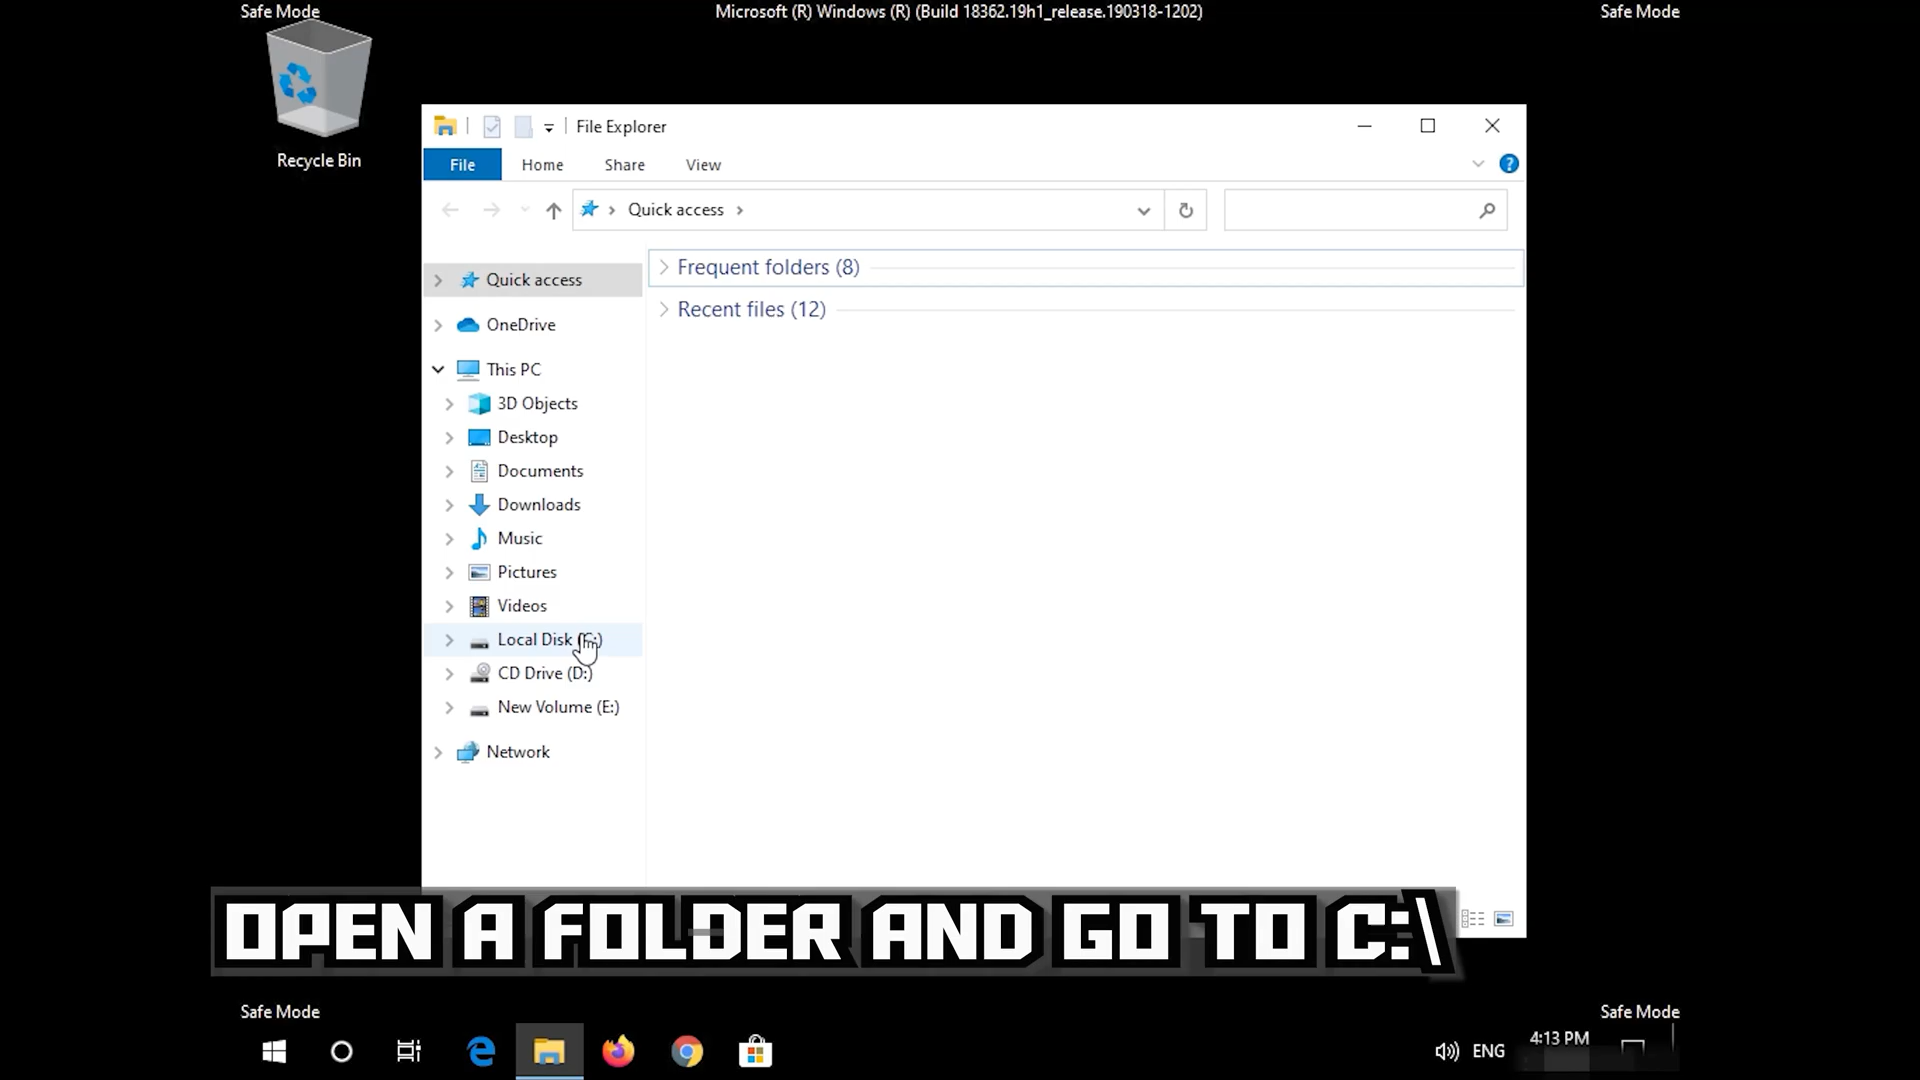 Safe Mode
Microsoft (R) Windows (R) (Build 18362.19h1_release.190318-1202)
Safe Mode
Recycle Bin
File Explorer
File
Home
Share
View
Quick access
Frequent folders (8)
Recent files (12)
Quick access
OneDrive
This PC
3D Objects
Desktop
Documents
Downloads
Music
Pictures
Videos
Local Disk (C:)
CD Drive (D:)
New Volume (E:)
Network
OPEN A FOLDER AND GO TO C:\
Safe Mode
Safe Mode
ENG
4:13 PM